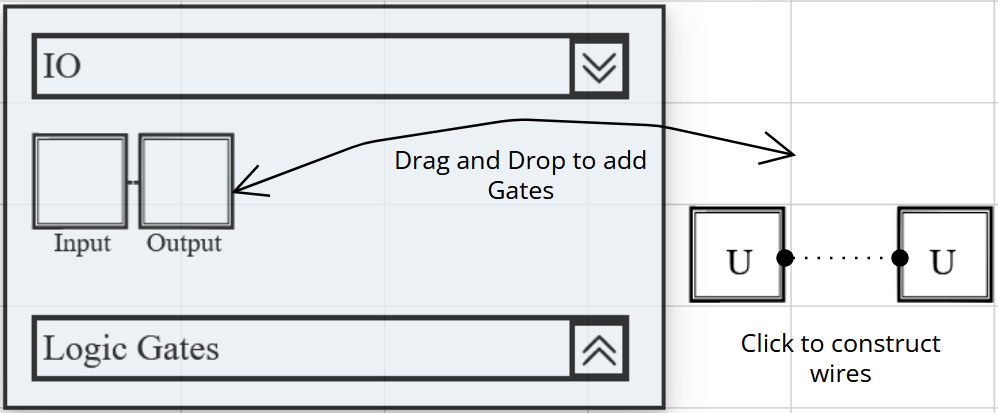 IO
Drag and Drop to add
Gates
Input
Output
U
U
Logic Gates
Click to construct
wires